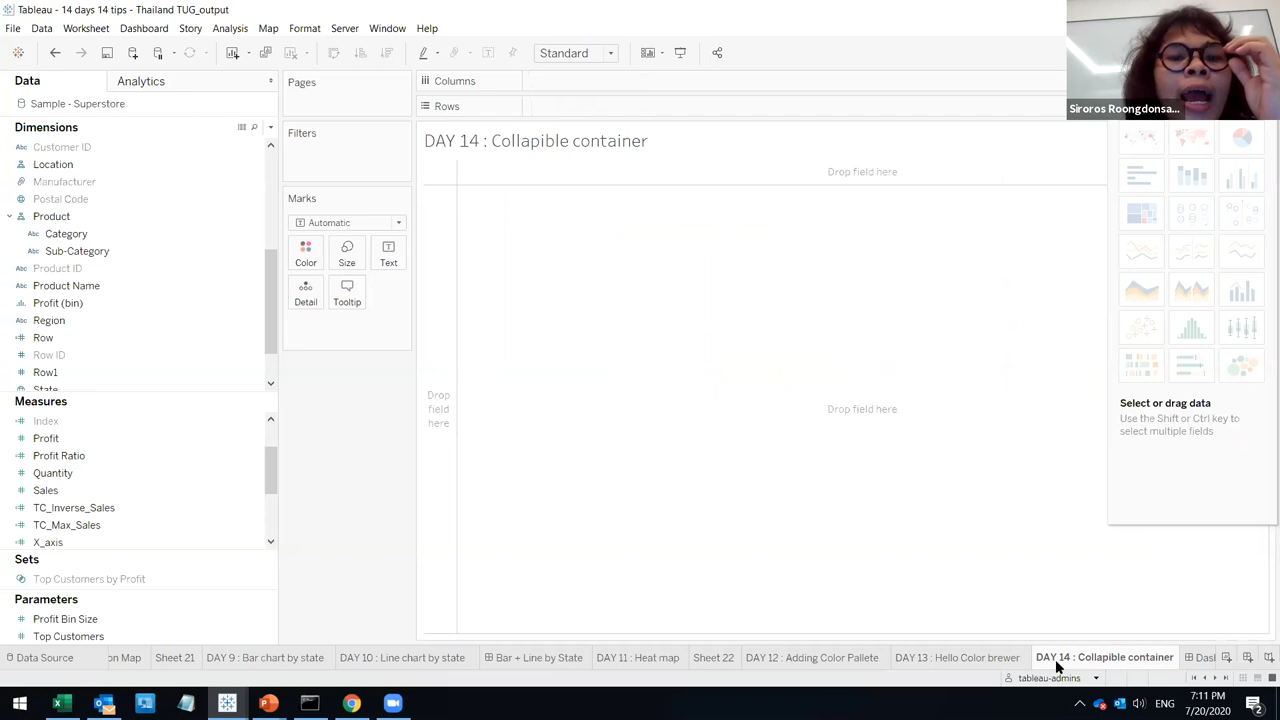 Tableau - 14 days 14 tips - Thailand TUG_output
File Data Worksheet Dashboard Story Analysis Map Format Server Window Help
Standard
Siroros Roongdonsa...
Data Analytics
Sample - Superstore
Dimensions
Customer ID
Location
Manufacturer
Postal Code
Product
Category
Sub-Category
Product ID
Product Name
Profit (bin)
Region
Row
Row ID
Row1
State
Measures
Index
Profit
Profit Ratio
Quantity
Sales
TC_Inverse_Sales
TC_Max_Sales
X_axis
Sets
Top Customers by Profit
Parameters
Profit Bin Size
Top Customers
Pages
Filters
Marks
Automatic
Color Size Text
Detail Tooltip
Columns
Rows
DAY 14 : Collapible container
Drop field here
Drop
field
here
Drop field here
Select or drag data
Use the Shift or Ctrl key to
select multiple fields
Data Source on Map Sheet 21 DAY 9 : Bar chart by state DAY 10 : Line chart by state Bar + Line by State DAY 11 : Heat map Sheet 22 DAY 12 : Adding Color Pallete DAY 13 : Hello Color brewer DAY 14 : Collapible container Dash
tableau-admins
ENG
7:11 PM
7/20/2020
2